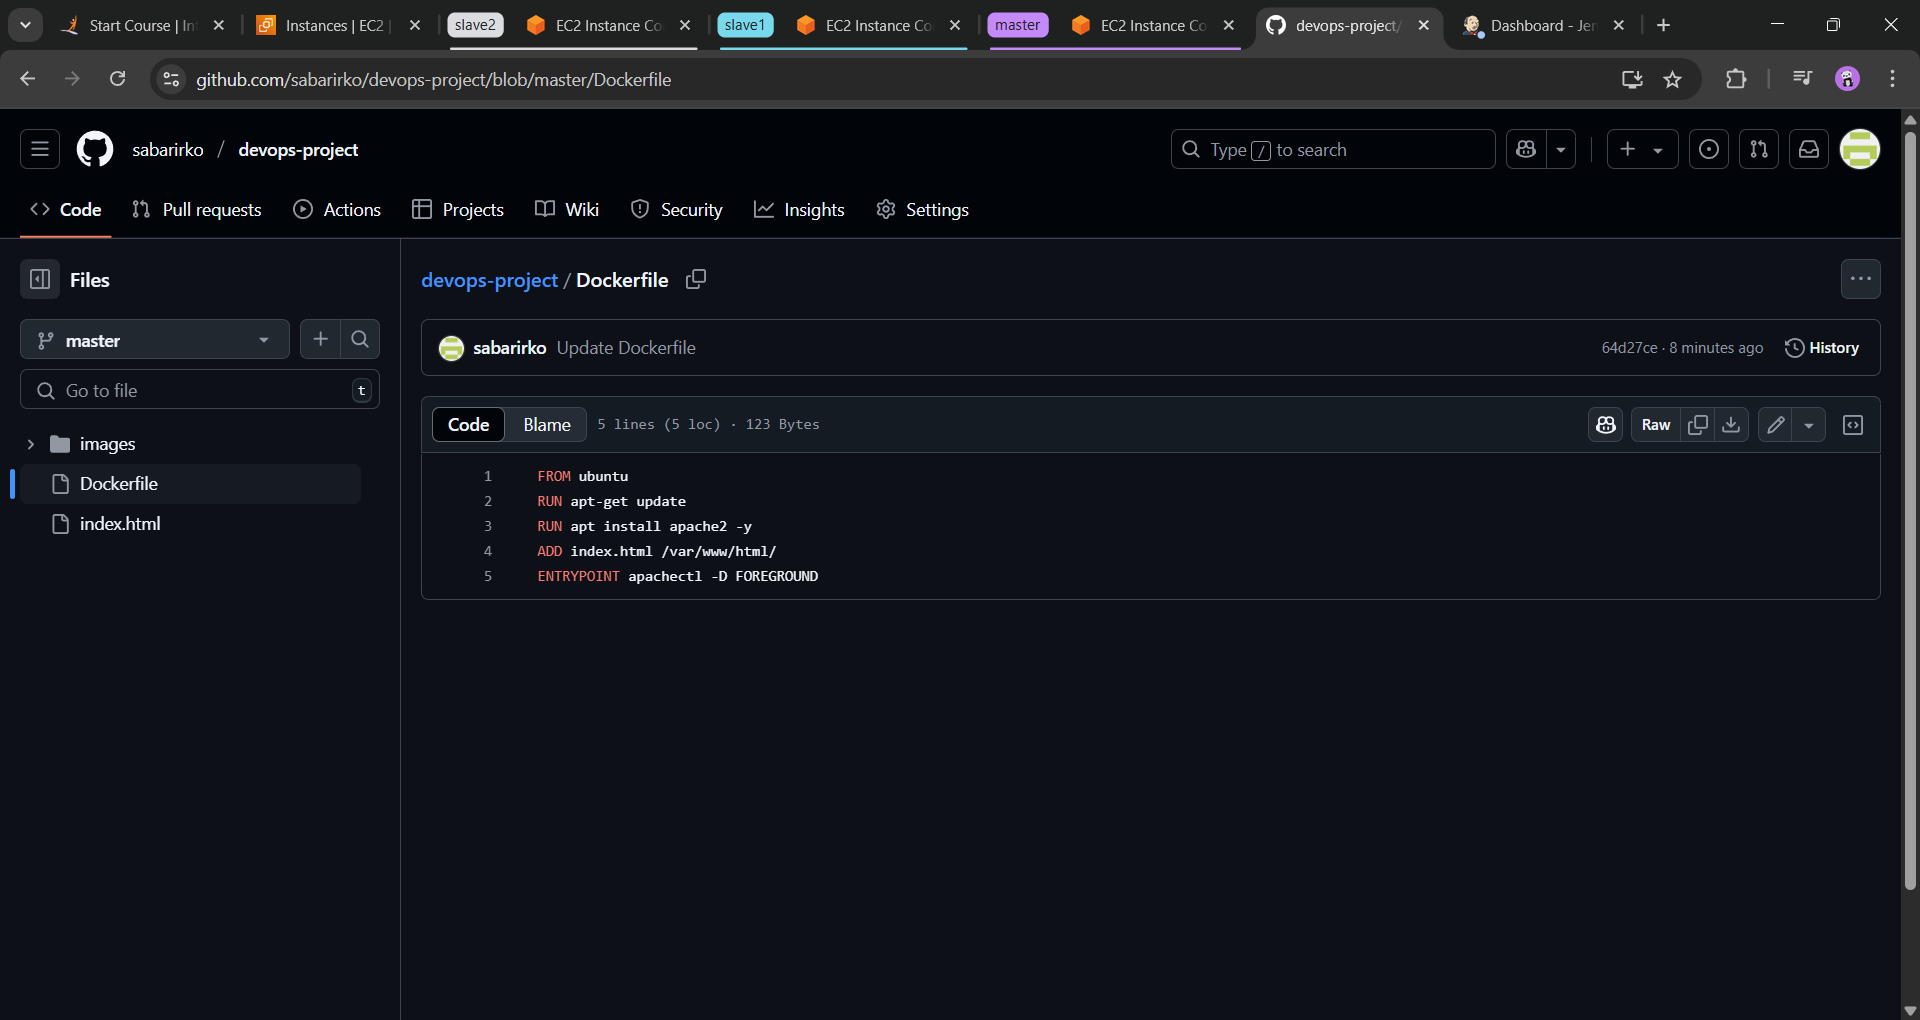 Start Course | In
Instances | EC2 |
slave2
EC2 Instance Co
slave1
EC2 Instance Co
master
EC2 Instance Co
devops-project/
Dashboard - Jen
github.com/sabarirko/devops-project/blob/master/Dockerfile
sabarirko / devops-project
Type / to search
Code
Pull requests
Actions
Projects
Wiki
Security
Insights
Settings
Files
master
Go to file
t
images
Dockerfile
index.html
devops-project / Dockerfile
sabarirko Update Dockerfile
64d27ce · 8 minutes ago
History
Code
Blame
5 lines (5 loc) · 123 Bytes
Raw
1 FROM ubuntu
2 RUN apt-get update
3 RUN apt install apache2 -y
4 ADD index.html /var/www/html/
5 ENTRYPOINT apachectl -D FOREGROUND